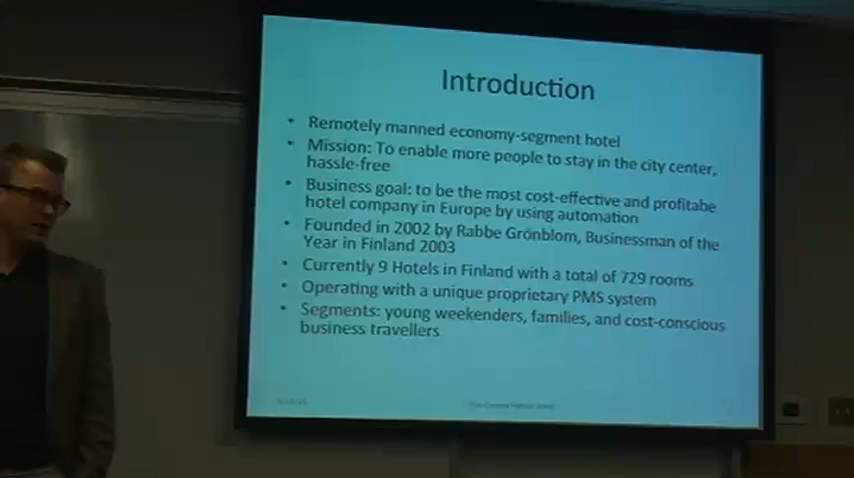 Introduction
• Remotely manned economy-segment hotel
• Mission: To enable more people to stay in the city center,
hassle-free
• Business goal: to be the most cost-effective and profitabe
hotel company in Europe by using automation
• Founded in 2002 by Rabbe Grönblom, Businessman of the
Year in Finland 2003
• Currently 9 Hotels in Finland with a total of 729 rooms
• Operating with a unique proprietary PMS system
• Segments: young weekenders, families, and cost-conscious
business travellers